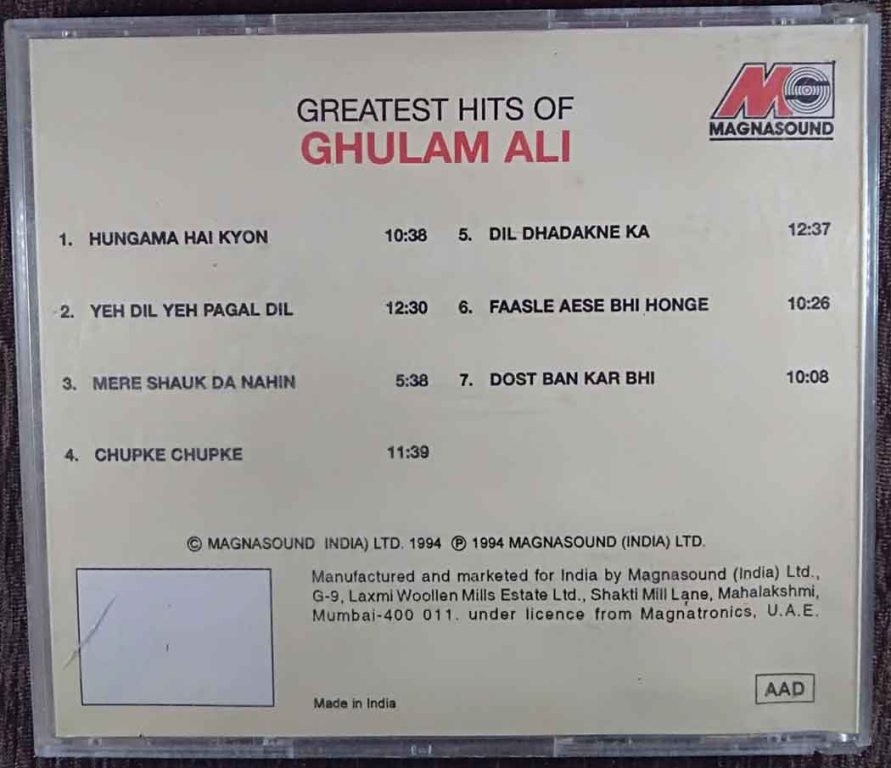 GREATEST HITS OF
GHULAM ALI
MG
MAGNASOUND
1. HUNGAMA HAI KYON 10:38
2. YEH DIL YEH PAGAL DIL 12:30
3. MERE SHAUK DA NAHIN 5:38
4. CHUPKE CHUPKE 11:39
5. DIL DHADAKNE KA 12:37
6. FAASLE AESE BHI HONGE 10:26
7. DOST BAN KAR BHI 10:08
© MAGNASOUND INDIA) LTD. 1994 ℗ 1994 MAGNASOUND (INDIA) LTD.
Manufactured and marketed for India by Magnasound (India) Ltd.,
G-9, Laxmi Woollen Mills Estate Ltd., Shakti Mill Lane, Mahalakshmi,
Mumbai-400 011. under licence from Magnatronics, U.A.E.
Made in India
AAD